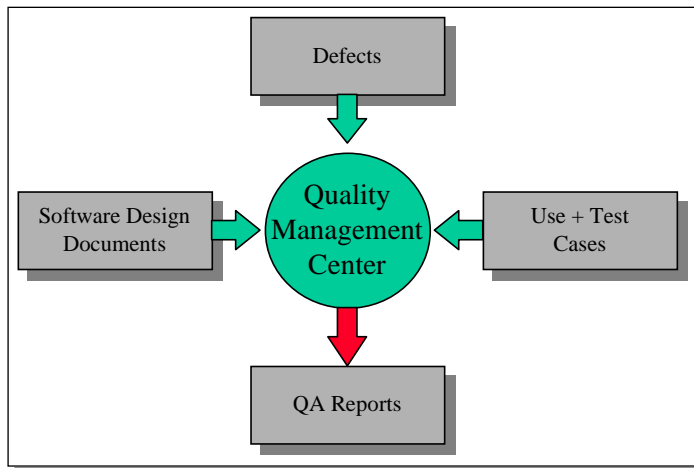 Defects
Software Design
Documents
Quality
Management
Center
Use + Test
Cases
QA Reports